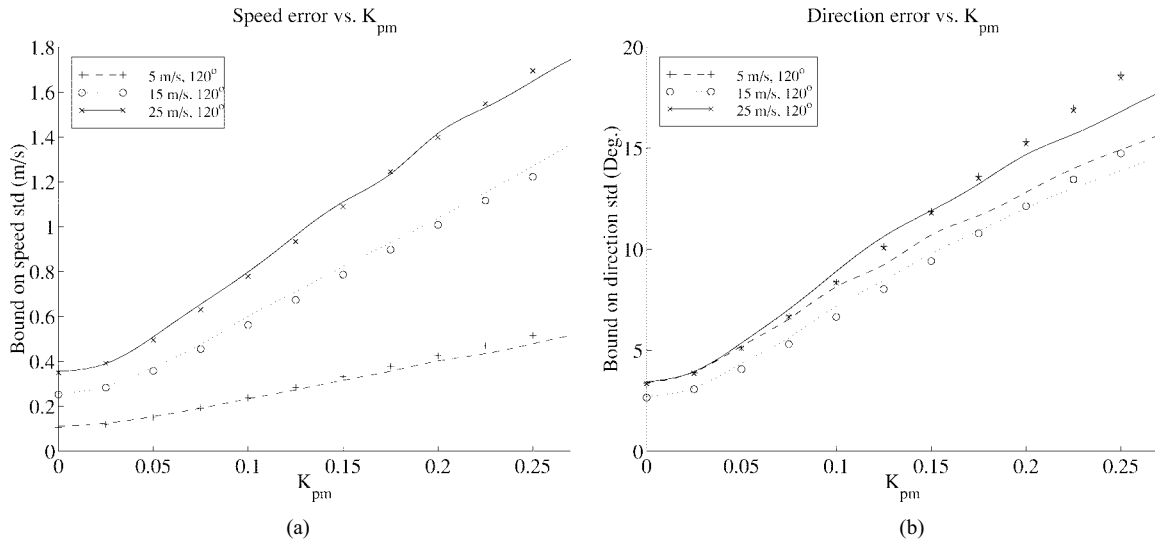 Speed error vs. K_pm
1.8
1.6
1.4
1.2
1
0.8
0.6
0.4
0.2
0
Bound on speed std (m/s)
5 m/s, 120°
15 m/s, 120°
25 m/s, 120°
0 0.05 0.1 0.15 0.2 0.25
K_pm
(a)
Direction error vs. K_pm
20
15
10
5
0
Bound on direction std (Deg.)
5 m/s, 120°
15 m/s, 120°
25 m/s, 120°
0 0.05 0.1 0.15 0.2 0.25
K_pm
(b)